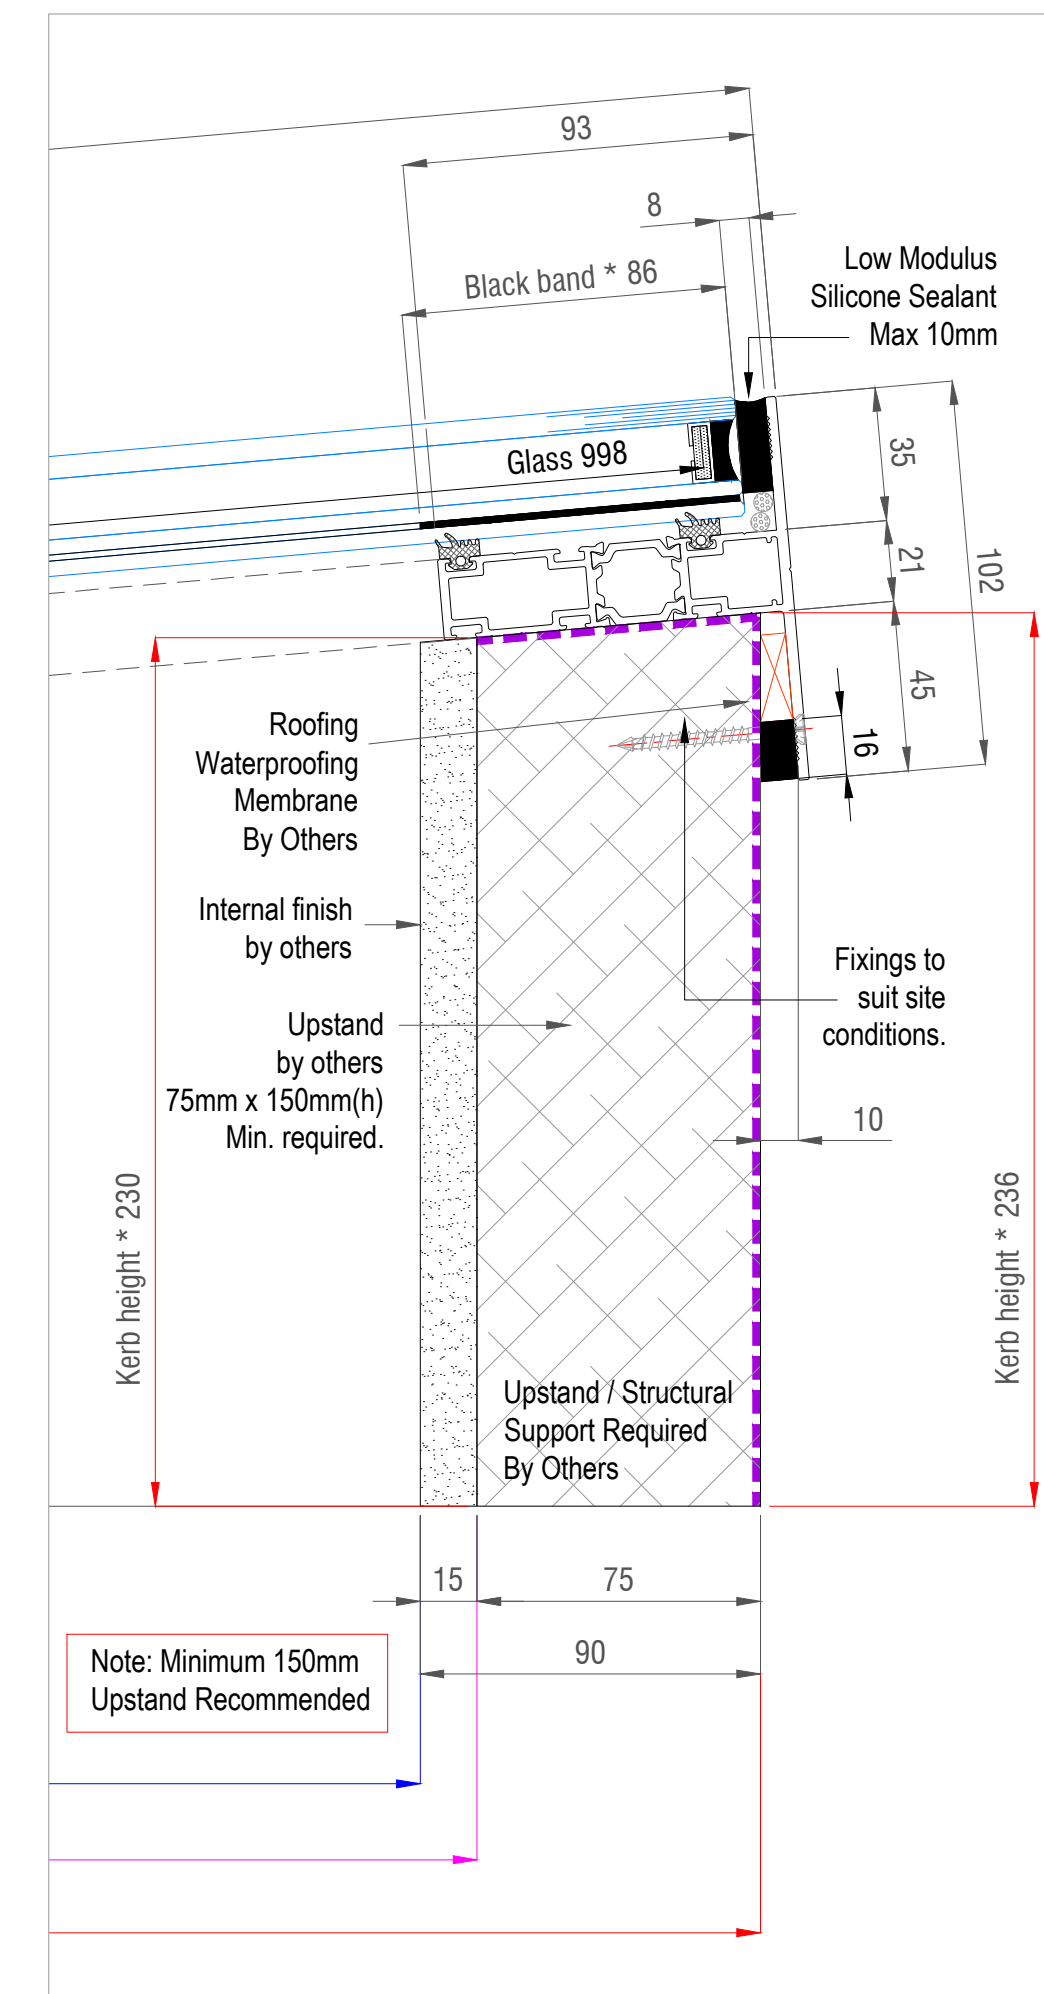 93
8
Black band * 86
Low Modulus
Silicone Sealant
Max 10mm
Glass 998
35
21
102
45
16
Roofing
Waterproofing
Membrane
By Others
Internal finish
by others
Upstand
by others
75mm x 150mm(h)
Min. required.
Fixings to
suit site
conditions.
10
Kerb height * 230
Kerb height * 236
Upstand / Structural
Support Required
By Others
15
75
90
Note: Minimum 150mm
Upstand Recommended